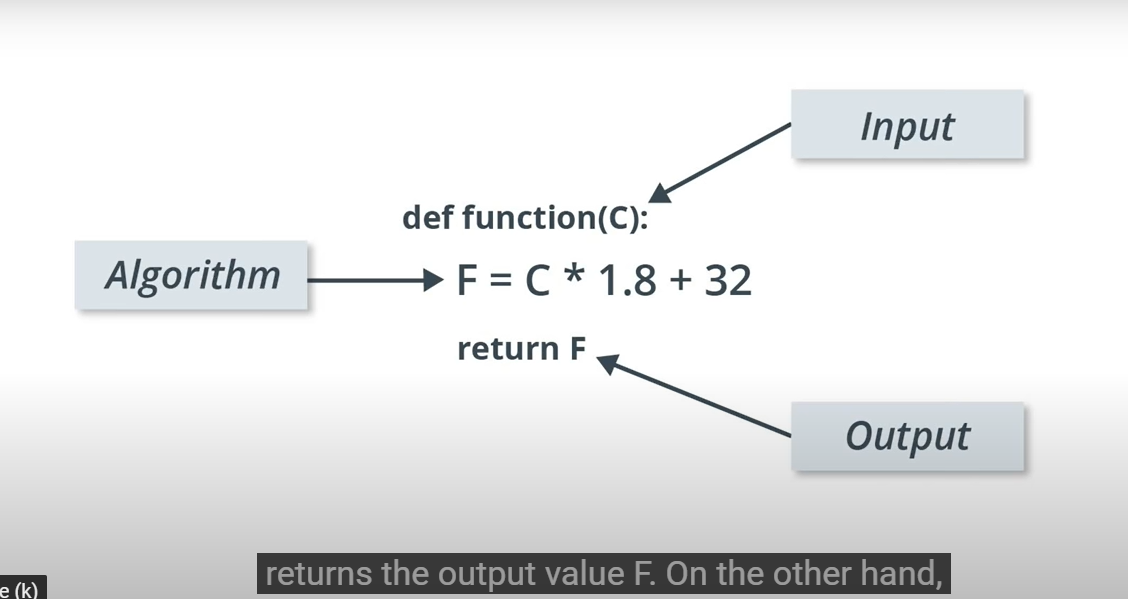 Input
def function(C):
Algorithm
F = C * 1.8 + 32
return F
Output
returns the output value F. On the other hand,
e (k)